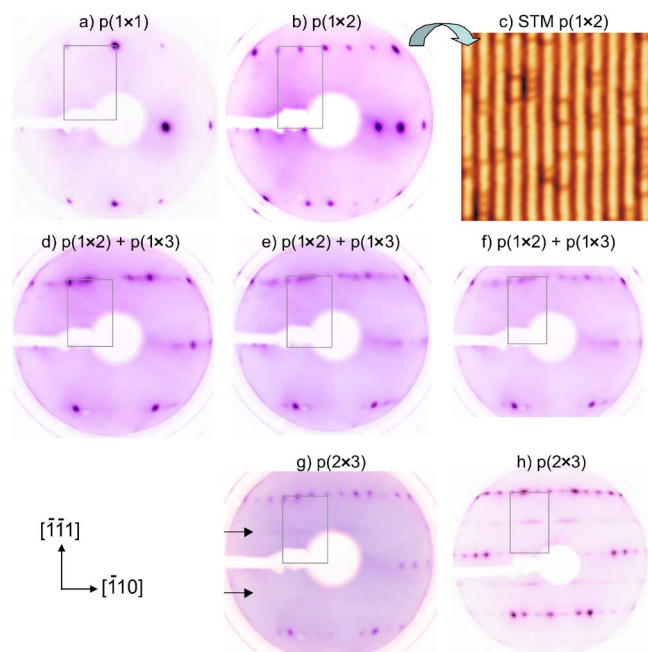 a) p(1×1)
b) p(1×2)
c) STM p(1×2)
d) p(1×2) + p(1×3)
e) p(1×2) + p(1×3)
f) p(1×2) + p(1×3)
g) p(2×3)
h) p(2×3)
[1̅1̅1]
[1̅10]